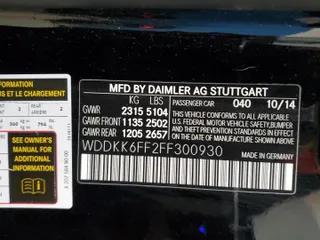 INFORMATION
ET LE CHARGEMENT
SEE OWNER'S
MANUAL FOR
ADDITIONAL
INFORMATION
MFD BY DAIMLER AG STUTTGART
KG LBS PASSENGER CAR 040 10/14
GVWR 2315 5104
GAWR FRONT 1135 2502
GAWR REAR 1205 2657
THIS VEHICLE CONFORMS TO ALL APPLICABLE
U.S. FEDERAL MOTOR VEHICLE SAFETY, BUMPER,
AND THEFT PREVENTION STANDARDS IN EFFECT
ON THE DATE OF MANUFACTURE SHOWN ABOVE.
MADE IN GERMANY
WDDKK6FF2FF300930